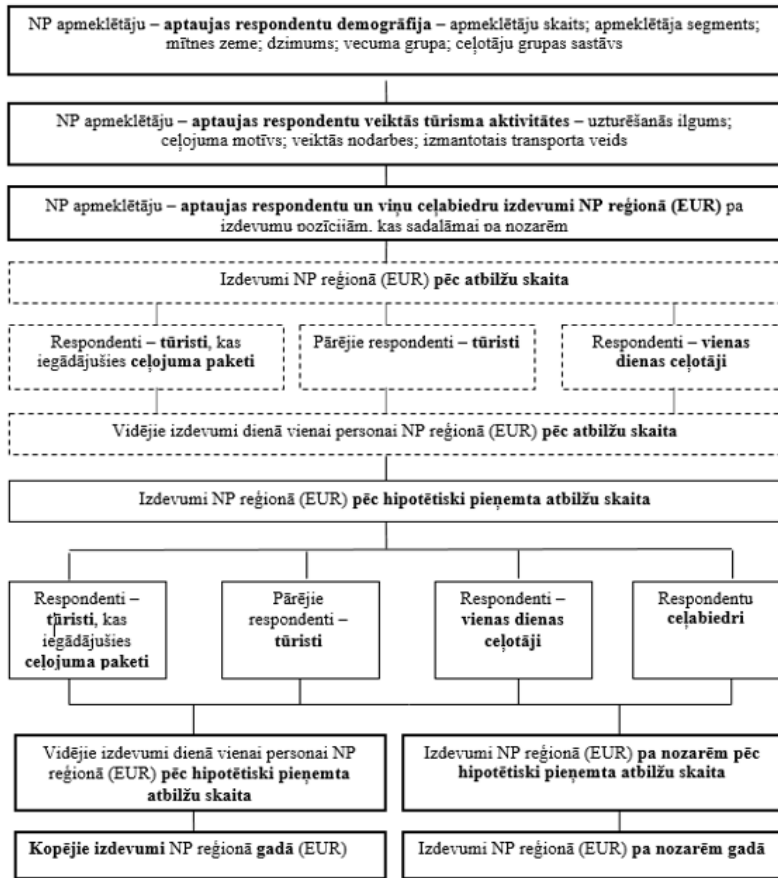 NP apmeklētāju – aptaujas respondentu demogrāfija – apmeklētāju skaits; apmeklētāja segments;
mītnes zeme; dzimums; vecuma grupa; ceļotāju grupas sastāvs
NP apmeklētāju – aptaujas respondentu veiktās tūrisma aktivitātes – uzturēšanās ilgums;
ceļojuma motīvs; veiktās nodarbes; izmantotais transporta veids
NP apmeklētāju – aptaujas respondentu un viņu ceļabiedru izdevumi NP reģionā (EUR) pa
izdevumu pozīcijām, kas sadalāmai pa nozarēm
Izdevumi NP reģionā (EUR) pēc atbilžu skaita
Respondenti – tūristi, kas
iegādājušies ceļojuma paketi
Pārējie respondenti – tūristi
Respondenti – vienas
dienas ceļotāji
Vidējie izdevumi dienā vienai personai NP reģionā (EUR) pēc atbilžu skaita
Izdevumi NP reģionā (EUR) pēc hipotētiski pieņemta atbilžu skaita
Respondenti –
tūristi, kas
iegādājušies
ceļojuma paketi
Pārējie
respondenti –
tūristi
Respondenti –
vienas dienas
ceļotāji
Respondentu
ceļabiedri
Vidējie izdevumi dienā vienai personai NP
reģionā (EUR) pēc hipotētiski pieņemta
atbilžu skaita
Izdevumi NP reģionā (EUR) pa nozarēm pēc
hipotētiski pieņemta atbilžu skaita
Kopējie izdevumi NP reģionā gadā (EUR)
Izdevumi NP reģionā (EUR) pa nozarēm gadā